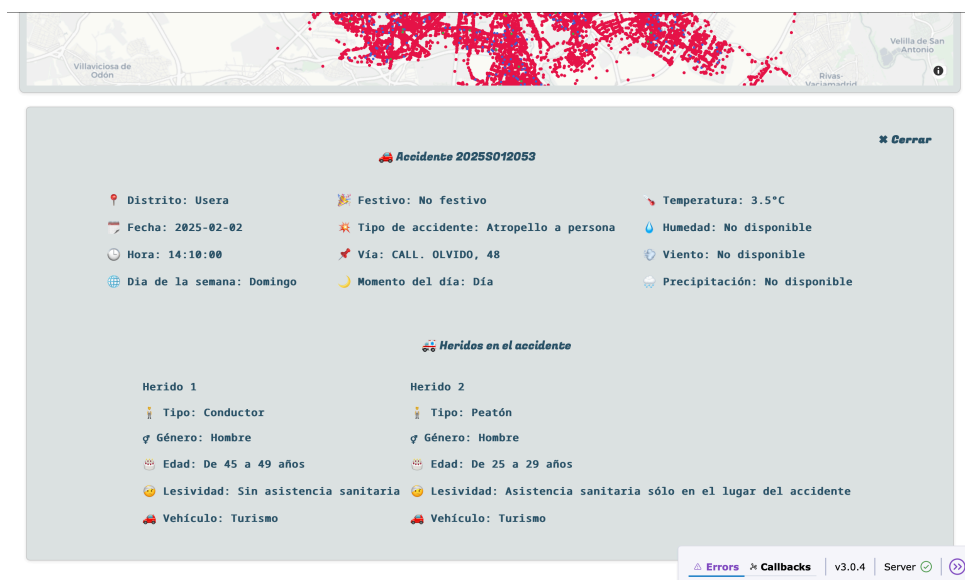 Villaviciosa de
Odón
Velilla de San
Antonio
Rivas-
Vaciamadrid
✖ Cerrar
🚗 Accidente 2025S012053
📍 Distrito: Usera
🗓️ Fecha: 2025-02-02
🕒 Hora: 14:10:00
🌐 Dia de la semana: Domingo
🎉 Festivo: No festivo
💥 Tipo de accidente: Atropello a persona
📌 Vía: CALL. OLVIDO, 48
🌙 Momento del día: Día
🌡️ Temperatura: 3.5°C
💧 Humedad: No disponible
💨 Viento: No disponible
🌧️ Precipitación: No disponible
🚑 Heridos en el accidente
Herido 1
🧍 Tipo: Conductor
⚥ Género: Hombre
🎂 Edad: De 45 a 49 años
🤕 Lesividad: Sin asistencia sanitaria
🚗 Vehículo: Turismo
Herido 2
🧍 Tipo: Peatón
⚥ Género: Hombre
🎂 Edad: De 25 a 29 años
🤕 Lesividad: Asistencia sanitaria sólo en el lugar del accidente
🚗 Vehículo: Turismo
Errors Callbacks v3.0.4 Server